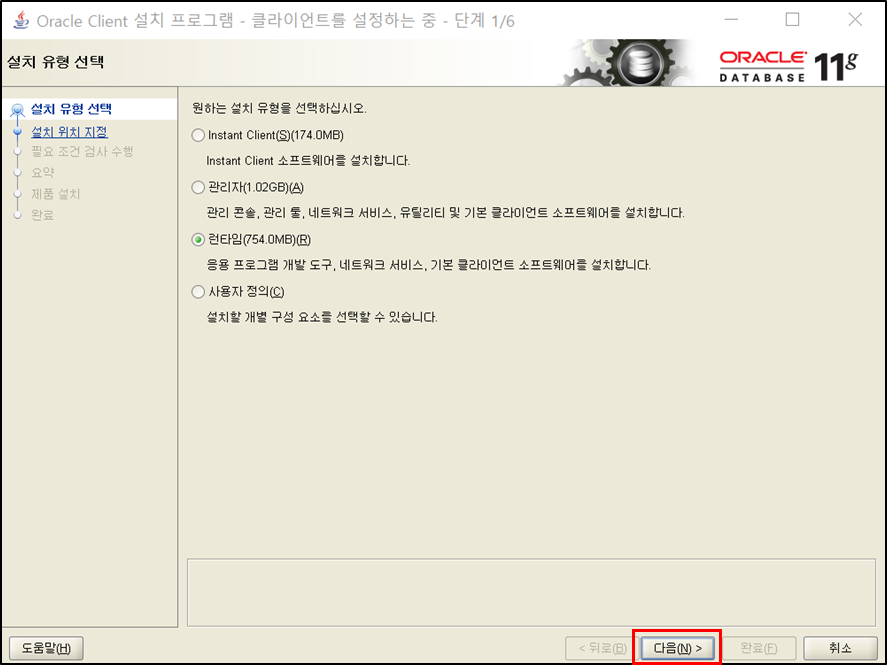 Oracle Client 설치 프로그램 - 클라이언트를 설정하는 중 - 단계 1/6
설치 유형 선택
ORACLE
DATABASE
11g
설치 유형 선택
설치 위치 지정
필요 조건 검사 수행
요약
제품 설치
완료
원하는 설치 유형을 선택하십시오.
Instant Client(S)(174.0MB)
Instant Client 소프트웨어를 설치합니다.
관리자(1.02GB)(A)
관리 콘솔, 관리 툴, 네트워크 서비스, 유틸리티 및 기본 클라이언트 소프트웨어를 설치합니다.
런타임(754.0MB)(R)
응용 프로그램 개발 도구, 네트워크 서비스, 기본 클라이언트 소프트웨어를 설치합니다.
사용자 정의(C)
설치할 개별 구성 요소를 선택할 수 있습니다.
도움말(H)
< 뒤로(B)
다음(N) >
완료(F)
취소